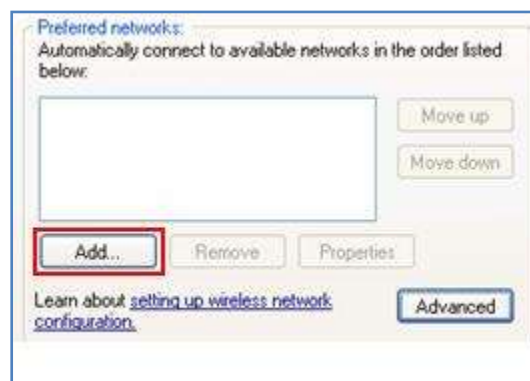 Preferred networks:
Automatically connect to available networks in the order listed
below:
Move up
Move down
Add...
Remove
Properties
Learn about setting up wireless network
configuration.
Advanced